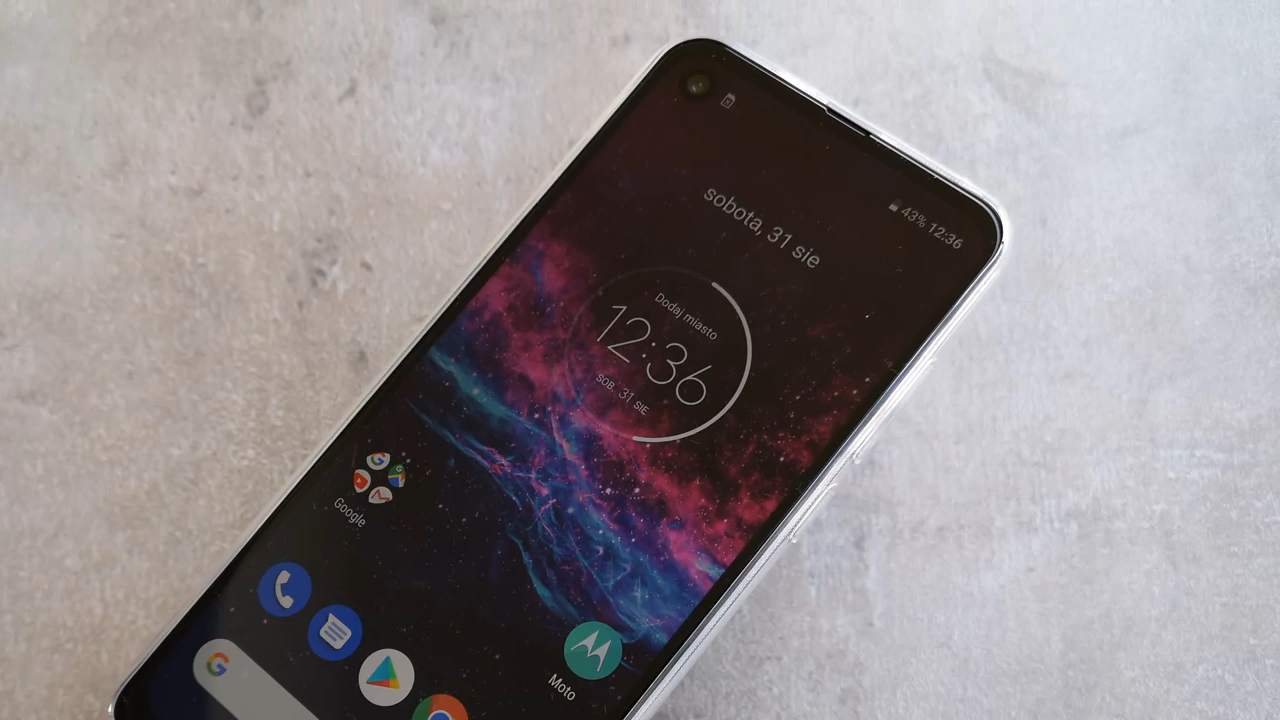 43% 12:36
sobota, 31 sie
Dodaj miasto
12:36
SOB., 31 SIE
Google
Moto